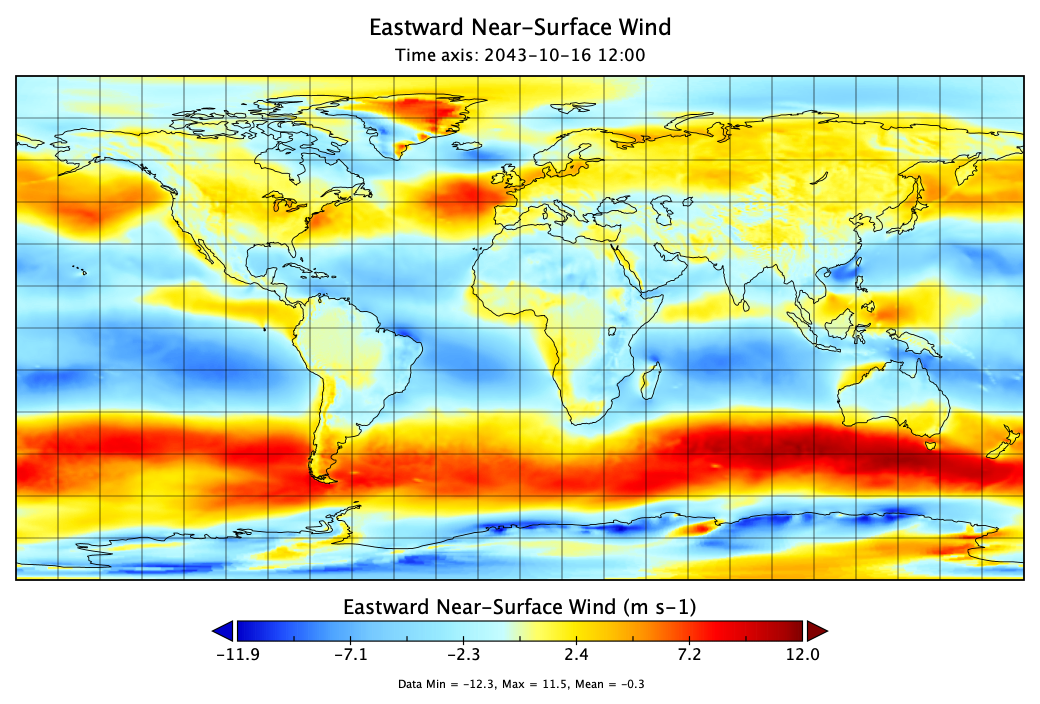 Eastward Near-Surface Wind
Time axis: 2043-10-16 12:00
Eastward Near-Surface Wind (m s-1)
-11.9 -7.1 -2.3 2.4 7.2 12.0
Data Min = -12.3, Max = 11.5, Mean = -0.3